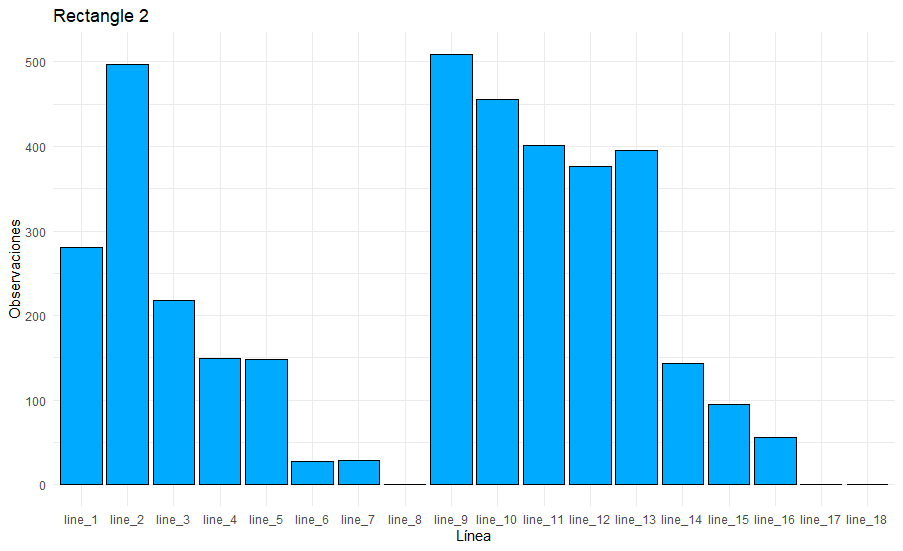 Rectangle 2
Observaciones
500
400
300
200
100
0
line_1 line_2 line_3 line_4 line_5 line_6 line_7 line_8 line_9 line_10 line_11 line_12 line_13 line_14 line_15 line_16 line_17 line_18
Línea